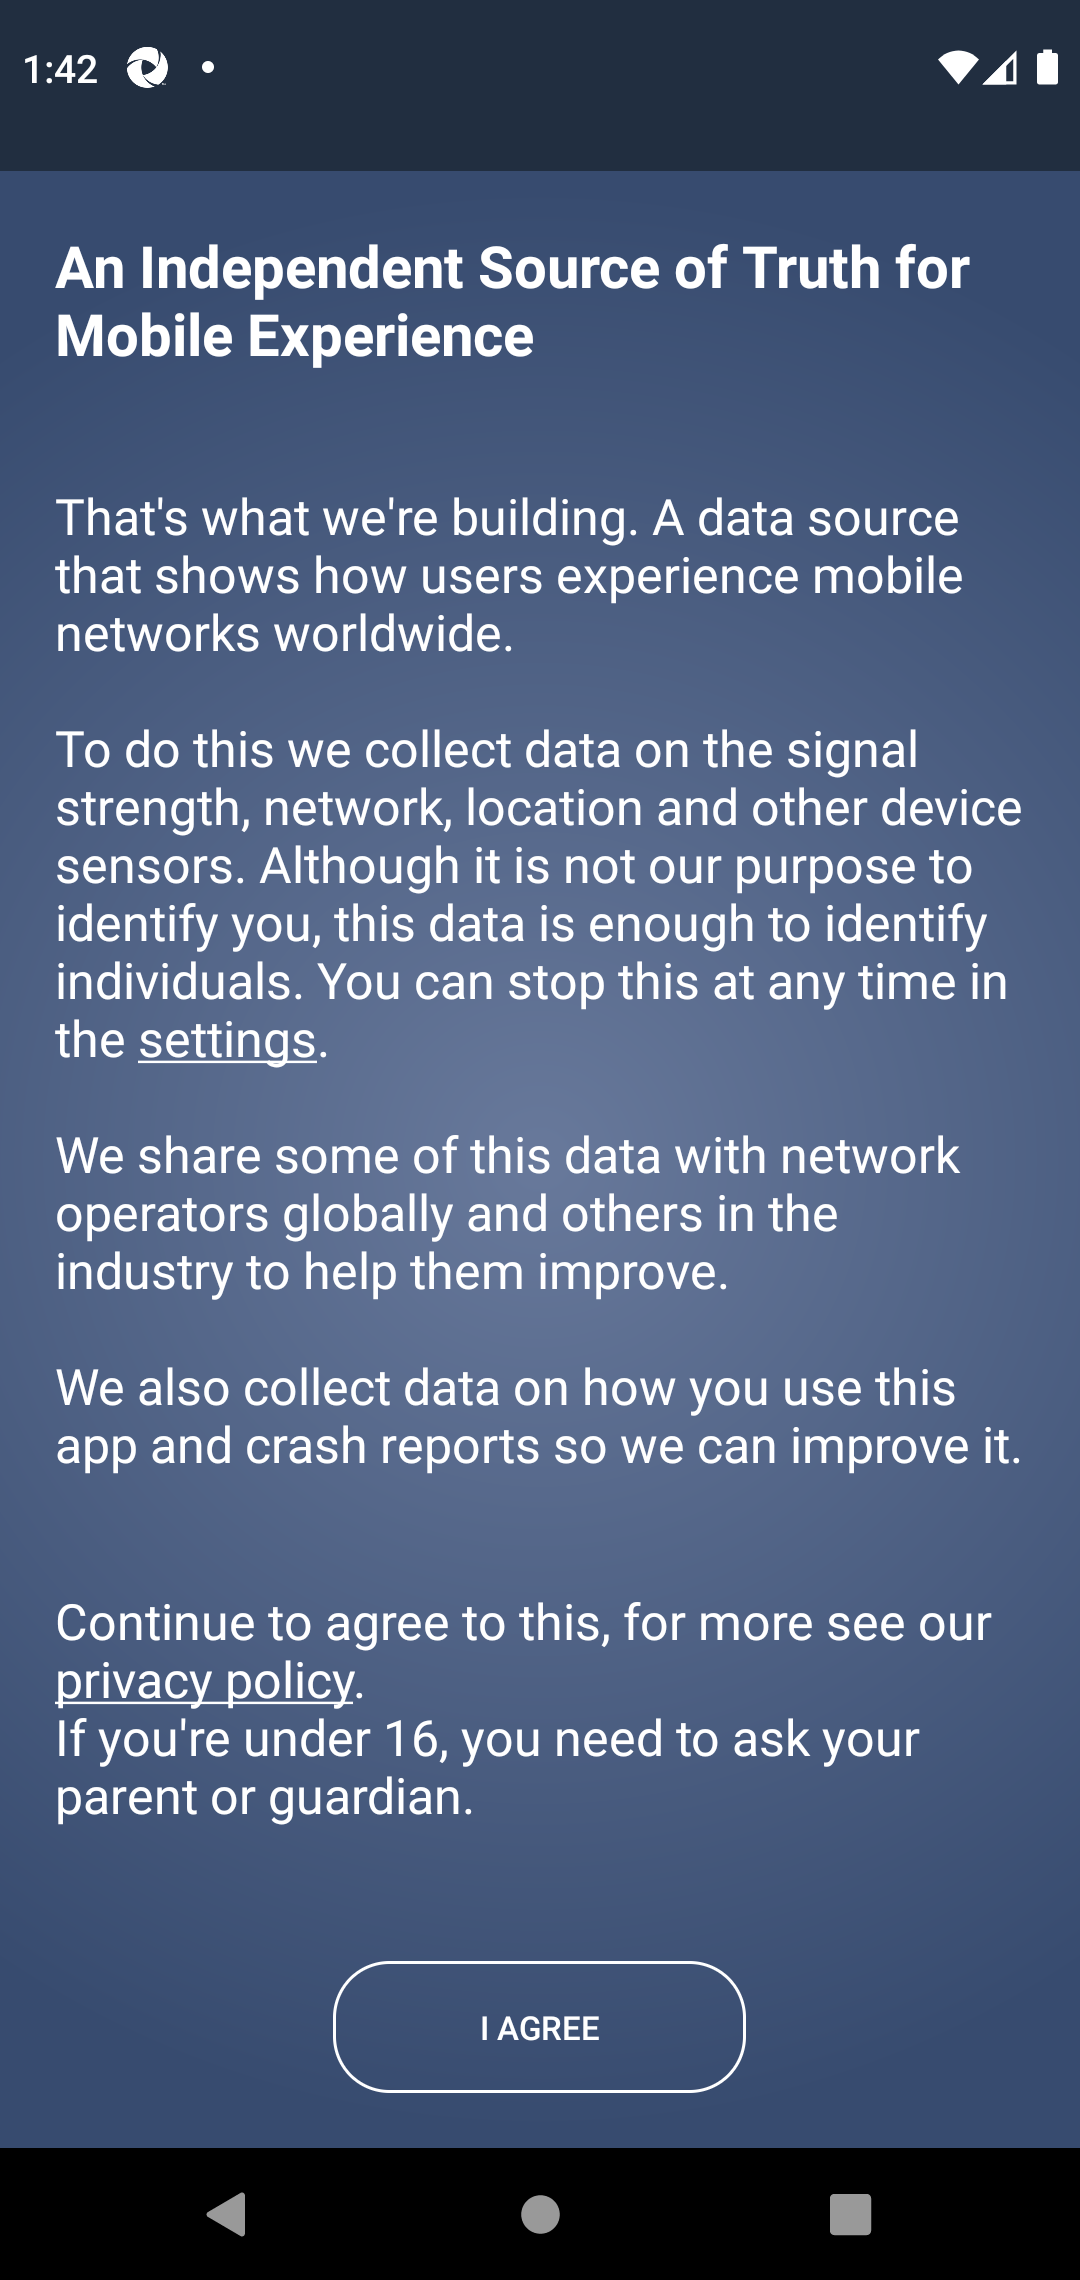 1:42
An Independent Source of Truth for
Mobile Experience
That's what we're building. A data source
that shows how users experience mobile
networks worldwide.
To do this we collect data on the signal
strength, network, location and other device
sensors. Although it is not our purpose to
identify you, this data is enough to identify
individuals. You can stop this at any time in
the settings.
We share some of this data with network
operators globally and others in the
industry to help them improve.
We also collect data on how you use this
app and crash reports so we can improve it.
Continue to agree to this, for more see our
privacy policy.
If you're under 16, you need to ask your
parent or guardian.
I AGREE